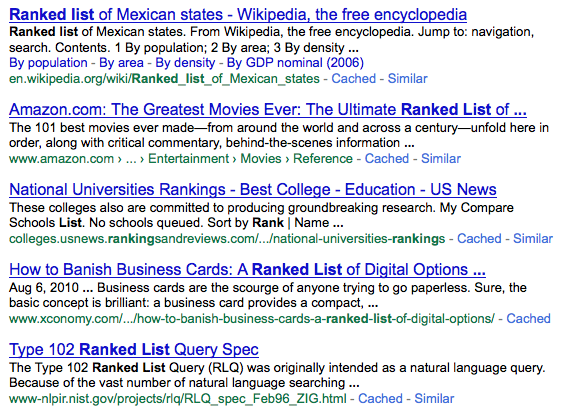 Ranked list of Mexican states - Wikipedia, the free encyclopedia
Ranked list of Mexican states. From Wikipedia, the free encyclopedia. Jump to: navigation,
search. Contents. 1 By population; 2 By area; 3 By density ...
By population - By area - By density - By GDP nominal (2006)
en.wikipedia.org/wiki/Ranked_list_of_Mexican_states - Cached - Similar
Amazon.com: The Greatest Movies Ever: The Ultimate Ranked List of ...
The 101 best movies ever made—from around the world and across a century—unfold here in
order, along with critical commentary, behind-the-scenes information ...
www.amazon.com › ... › Entertainment › Movies › Reference - Cached - Similar
National Universities Rankings - Best College - Education - US News
These colleges also are committed to producing groundbreaking research. My Compare
Schools List. No schools queued. Sort by Rank | Name ...
colleges.usnews.rankingsandreviews.com/.../national-universities-rankings - Cached - Similar
How to Banish Business Cards: A Ranked List of Digital Options ...
Aug 6, 2010 ... Business cards are the scourge of anyone trying to go paperless. Sure, the
basic concept is brilliant: a business card provides a compact, ...
www.xconomy.com/.../how-to-banish-business-cards-a-ranked-list-of-digital-options/ - Cached
Type 102 Ranked List Query Spec
The Type 102 Ranked List Query (RLQ) was originally intended as a natural language query.
Because of the vast number of natural language searching ...
www-nlpir.nist.gov/projects/rlq/RLQ_spec_Feb96_ZIG.html - Cached - Similar